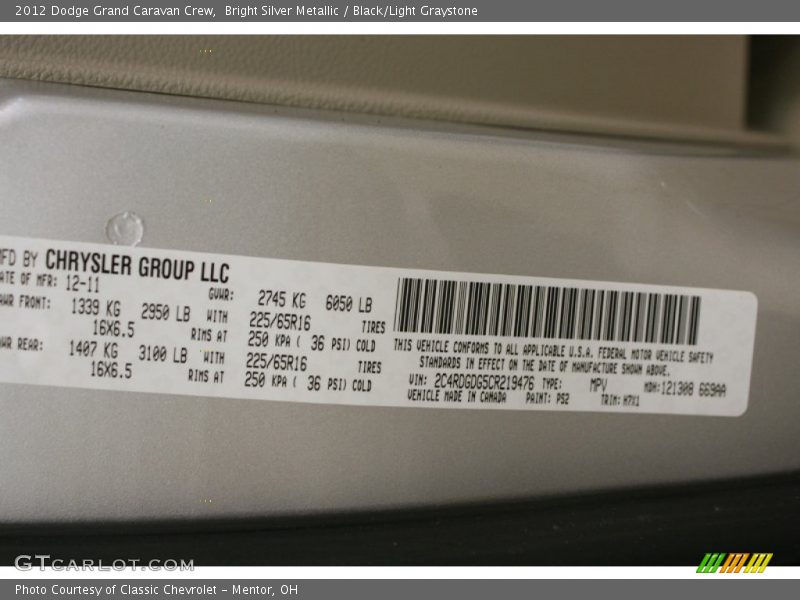 2012 Dodge Grand Caravan Crew,  Bright Silver Metallic / Black/Light Graystone
MFD BY CHRYSLER GROUP LLC
DATE OF MFR: 12-11 GVWR: 2745 KG 6050 LB
GAWR FRONT: 1339 KG 2950 LB WITH 225/65R16 TIRES
16X6.5 RIMS AT 250 KPA ( 36 PSI) COLD
GAWR REAR: 1407 KG 3100 LB WITH 225/65R16 TIRES
16X6.5 RIMS AT 250 KPA ( 36 PSI) COLD
THIS VEHICLE CONFORMS TO ALL APPLICABLE U.S.A. FEDERAL MOTOR VEHICLE SAFETY
STANDARDS IN EFFECT ON THE DATE OF MANUFACTURE SHOWN ABOVE.
VIN: 2C4RDGDG5CR219476 TYPE: MPV MDH:121308 669AA
VEHICLE MADE IN CANADA PAINT: PS2 TRIM: H7X1
GTCARLOT.COM
Photo Courtesy of Classic Chevrolet - Mentor, OH